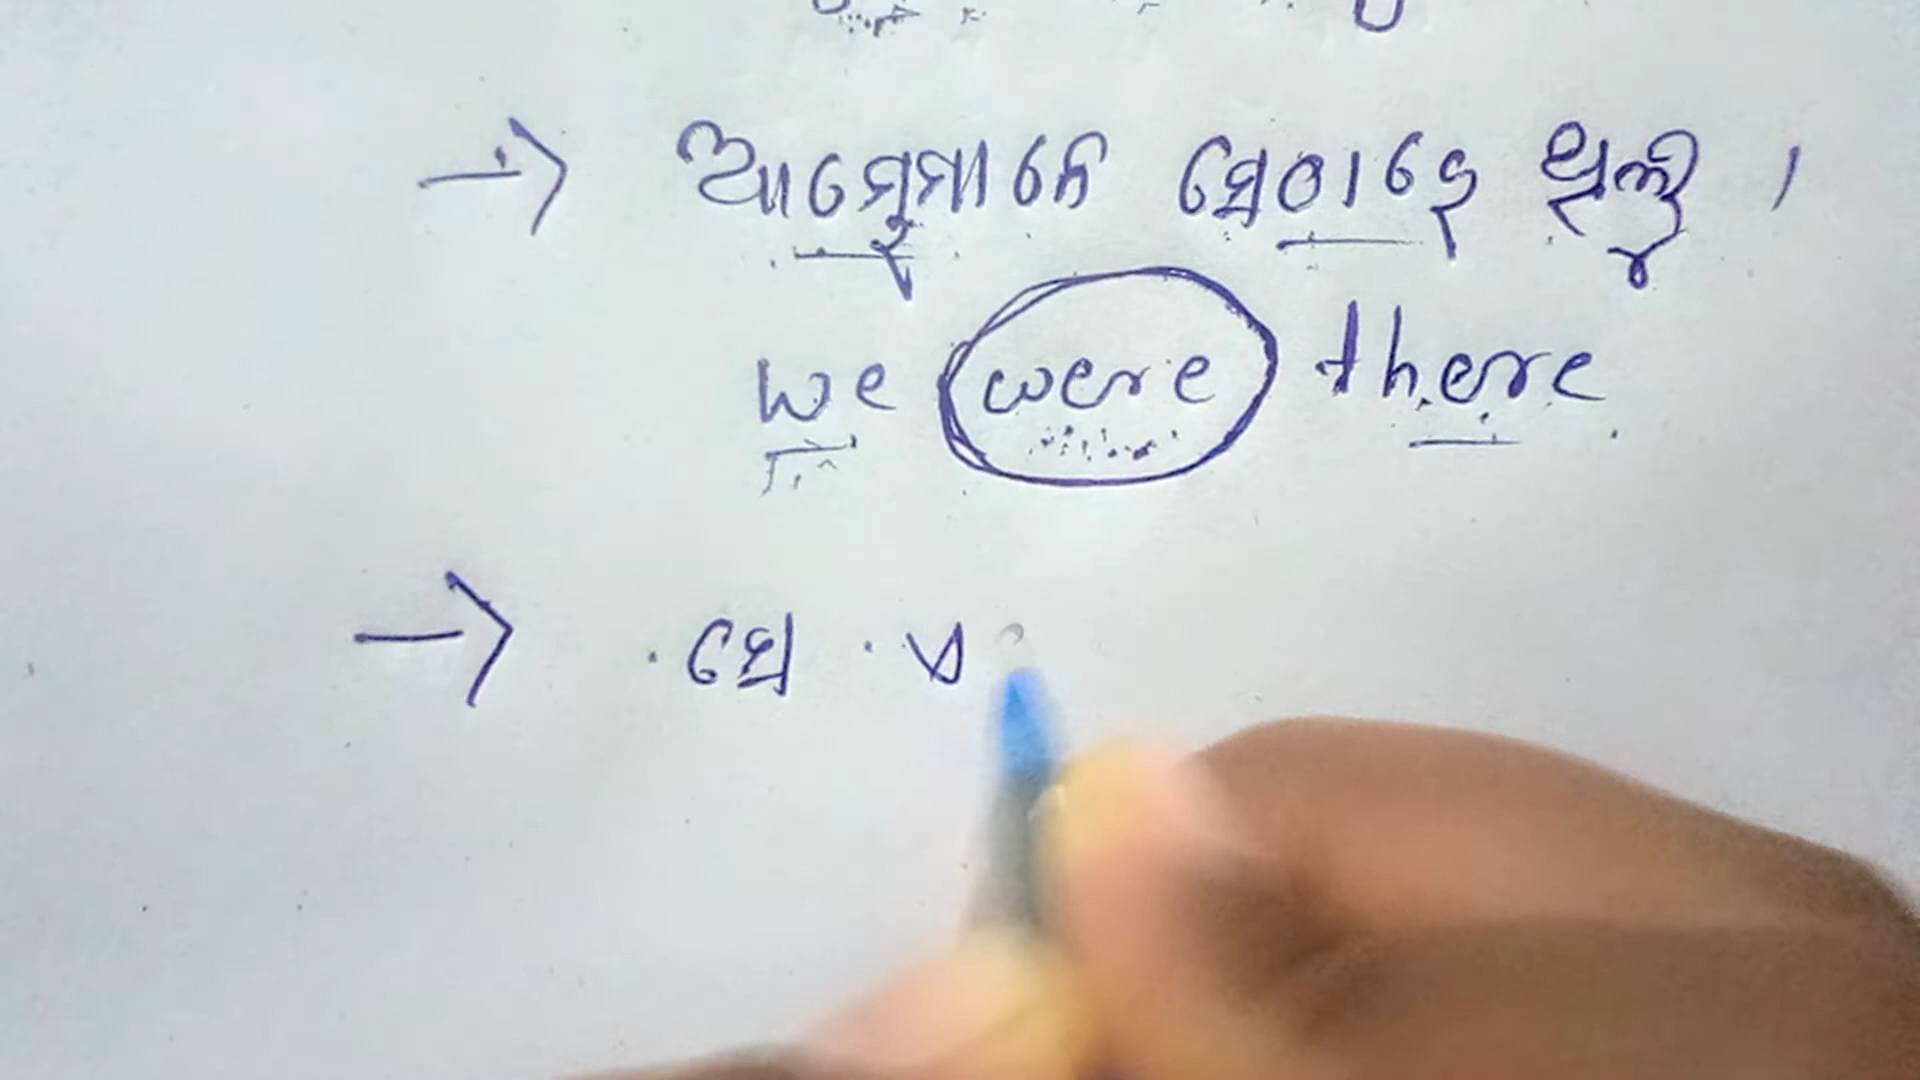 → ଆମ୍ଭେମାନେ ସେଠାରେ ଥିଲୁ ।
we were there.
→ ସେ